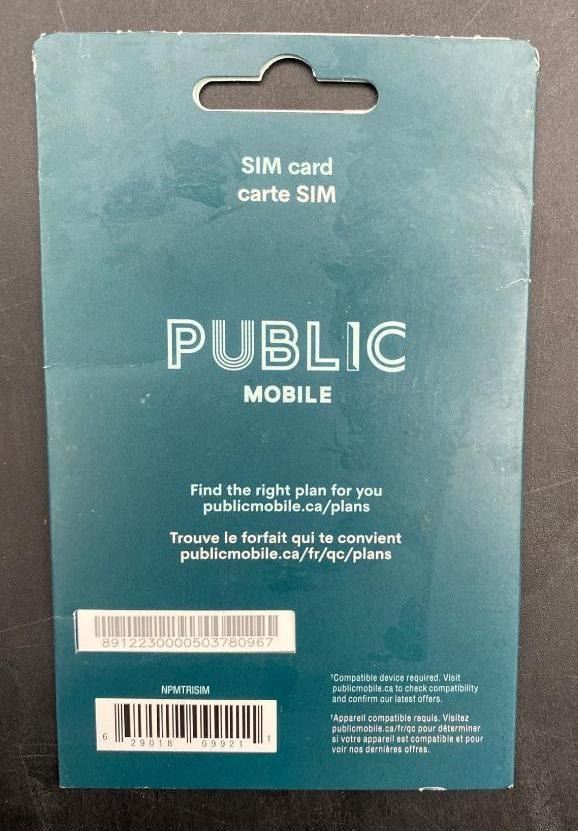 SIM card
carte SIM
PUBLIC
MOBILE
Find the right plan for you
publicmobile.ca/plans
Trouve le forfait qui te convient
publicmobile.ca/fr/qc/plans
8912230000503780967
NPMTRISIM
6 29018 09921 1
¹Compatible device required. Visit
publicmobile.ca to check compatibility
and confirm our latest offers.
¹Appareil compatible requis. Visitez
publicmobile.ca/fr/qc pour déterminer
si votre appareil est compatible et pour
voir nos dernières offres.